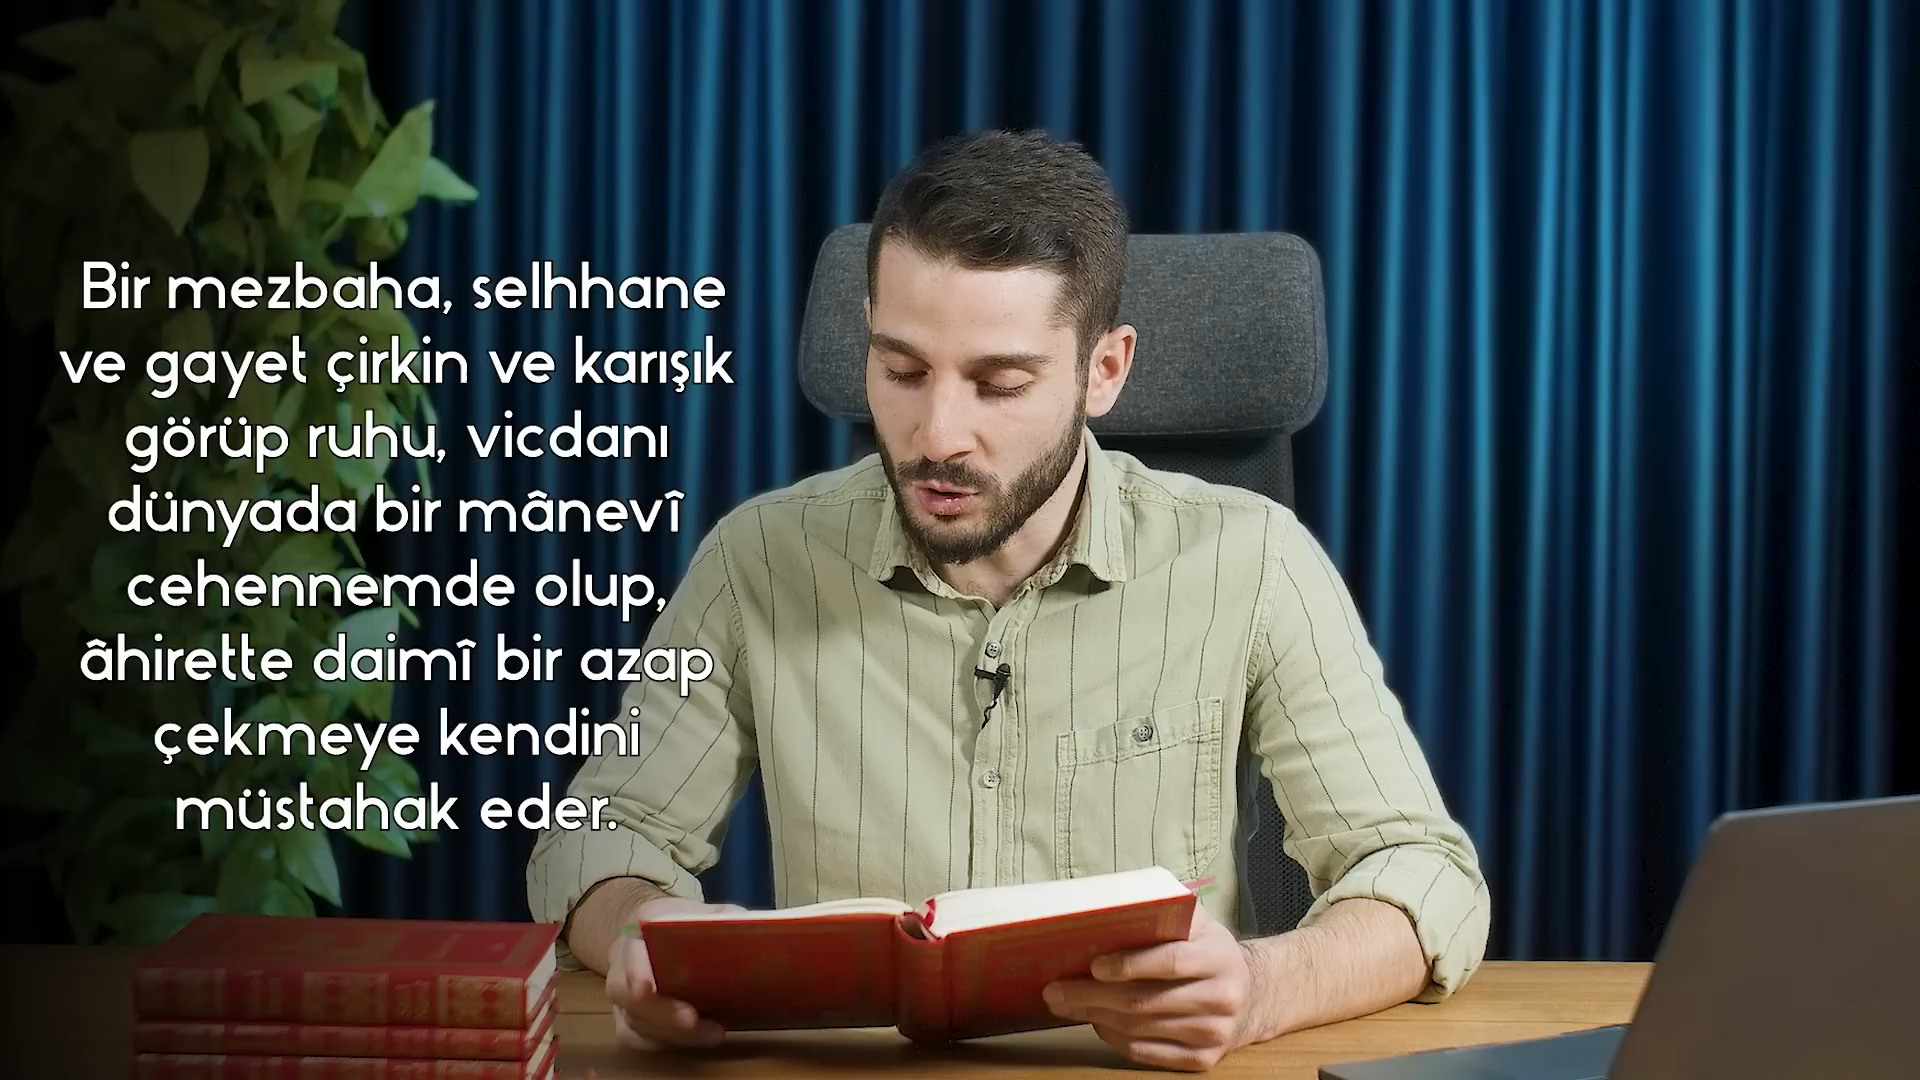 Bir mezbaha, selhhane
ve gayet çirkin ve karışık
görüp ruhu, vicdanı
dünyada bir mânevî
cehennemde olup,
âhirette daimî bir azap
çekmeye kendini
müstahak eder.